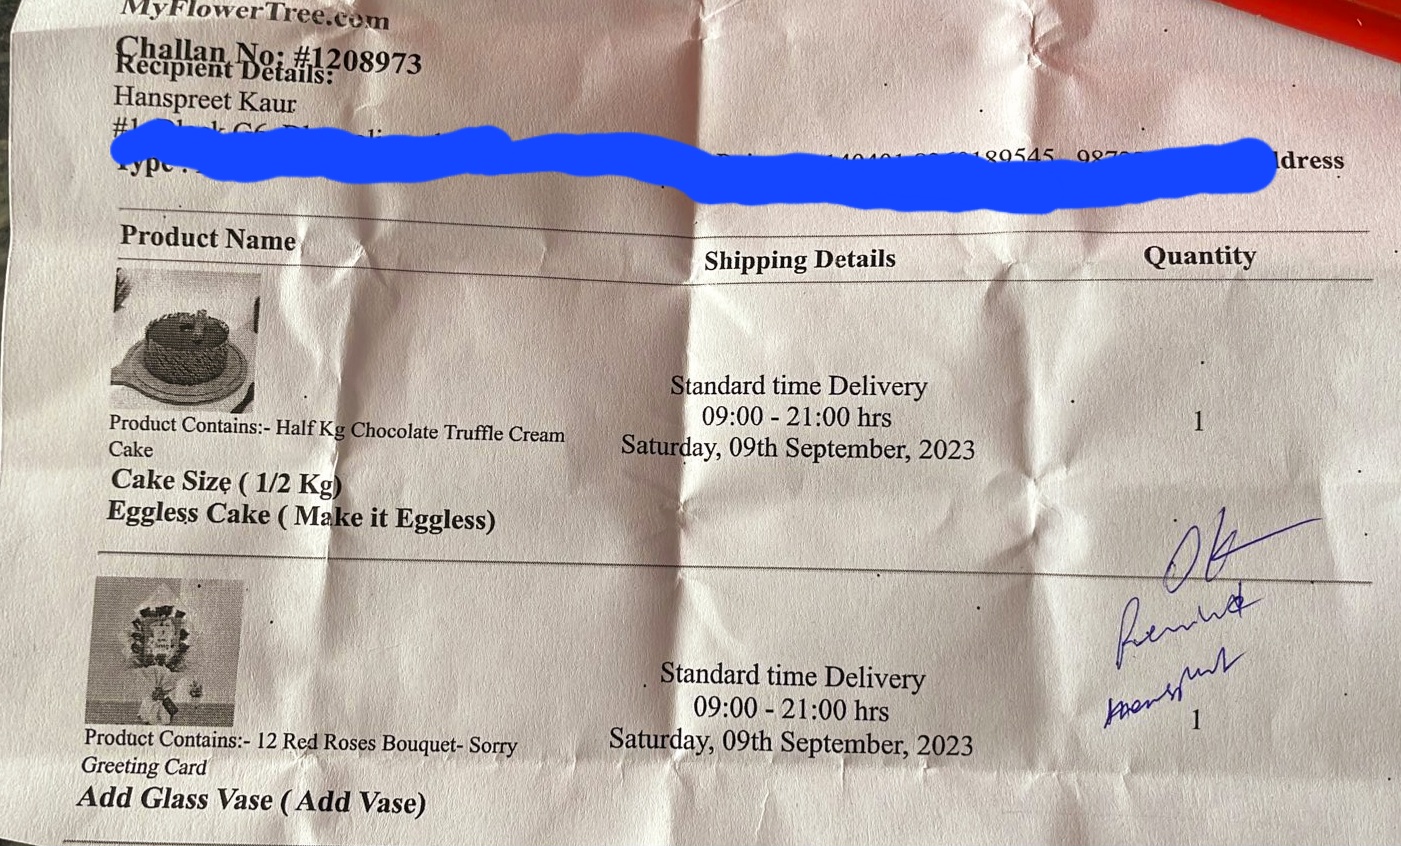 MyFlowerTree.com
Challan No: #1208973
Recipient Details:
Hanspreet Kaur
Type :
dress
Product Name Shipping Details Quantity
Standard time Delivery
09:00 - 21:00 hrs
Saturday, 09th September, 2023
1
Product Contains:- Half Kg Chocolate Truffle Cream
Cake
Cake Size ( 1/2 Kg)
Eggless Cake ( Make it Eggless)
Ok
Standard time Delivery
09:00 - 21:00 hrs
Saturday, 09th September, 2023
1
Product Contains:- 12 Red Roses Bouquet- Sorry
Greeting Card
Add Glass Vase ( Add Vase)